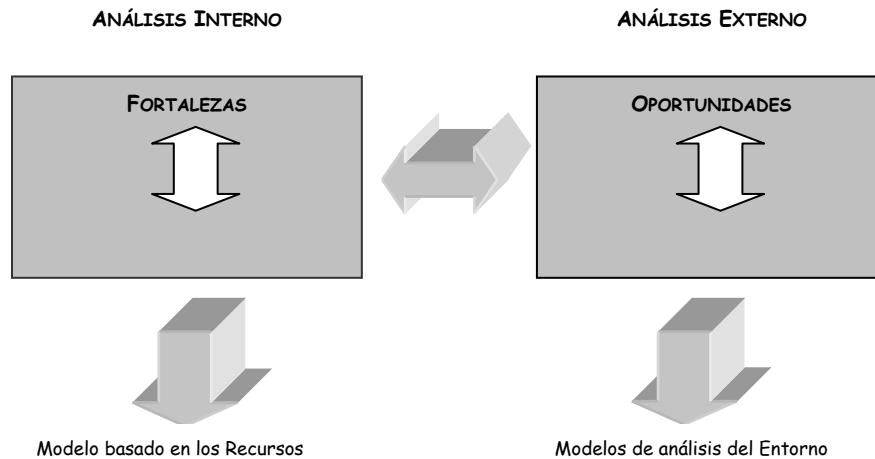 ANÁLISIS INTERNO
ANÁLISIS EXTERNO
FORTALEZAS
OPORTUNIDADES
Modelo basado en los Recursos
Modelos de análisis del Entorno